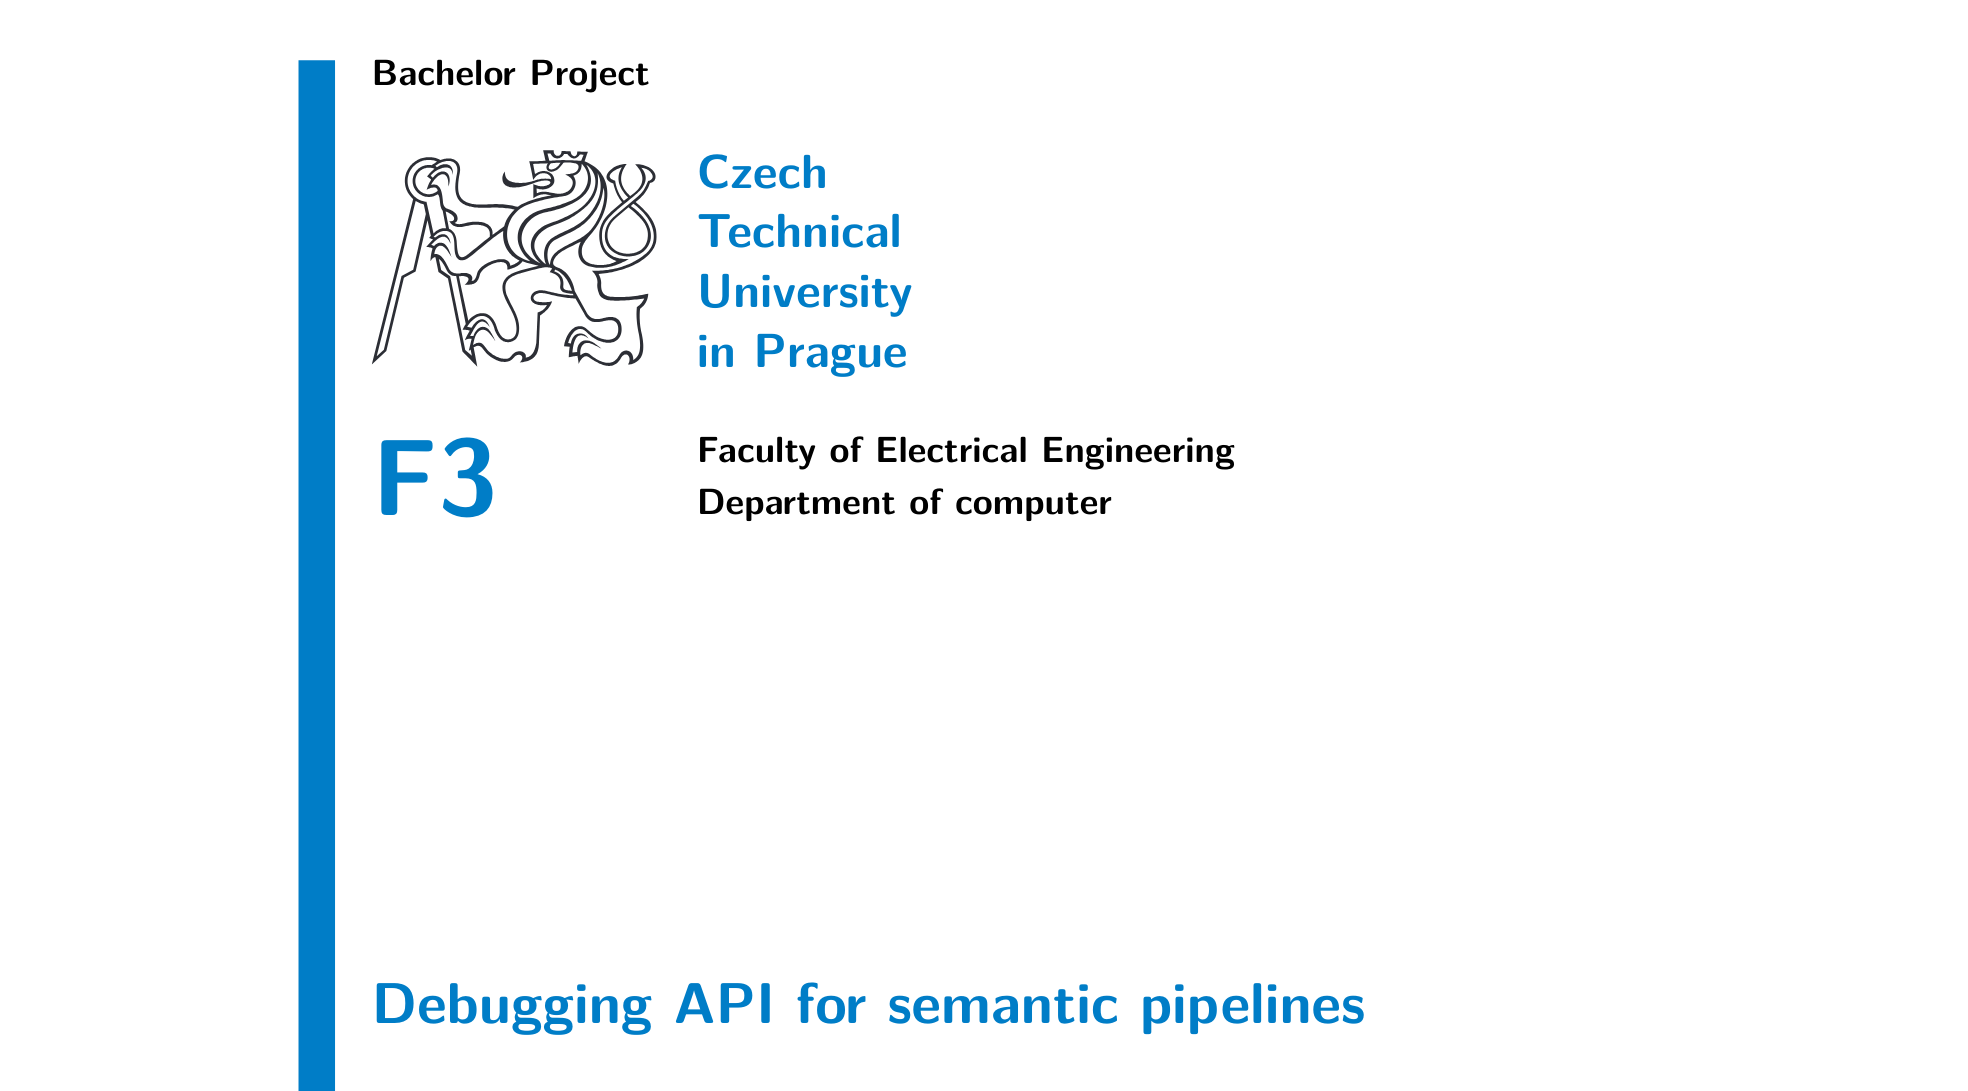 Bachelor Project
Czech
Technical
University
in Prague
F3
Faculty of Electrical Engineering
Department of computer
Debugging API for semantic pipelines